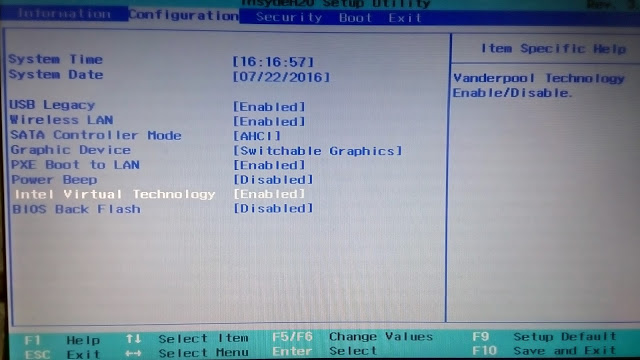 InsydeH2O Setup Utility Rev.
Information Configuration Security Boot Exit
Item Specific Help
System Time [16:16:57]
System Date [07/22/2016]
Vanderpool Technology
Enable/Disable.
USB Legacy [Enabled]
Wireless LAN [Enabled]
SATA Controller Mode [AHCI]
Graphic Device [Switchable Graphics]
PXE Boot to LAN [Enabled]
Power Beep [Disabled]
Intel Virtual Technology [Enabled]
BIOS Back Flash [Disabled]
F1 Help ↑↓ Select Item F5/F6 Change Values F9 Setup Default
ESC Exit ←→ Select Menu Enter Select F10 Save and Exit